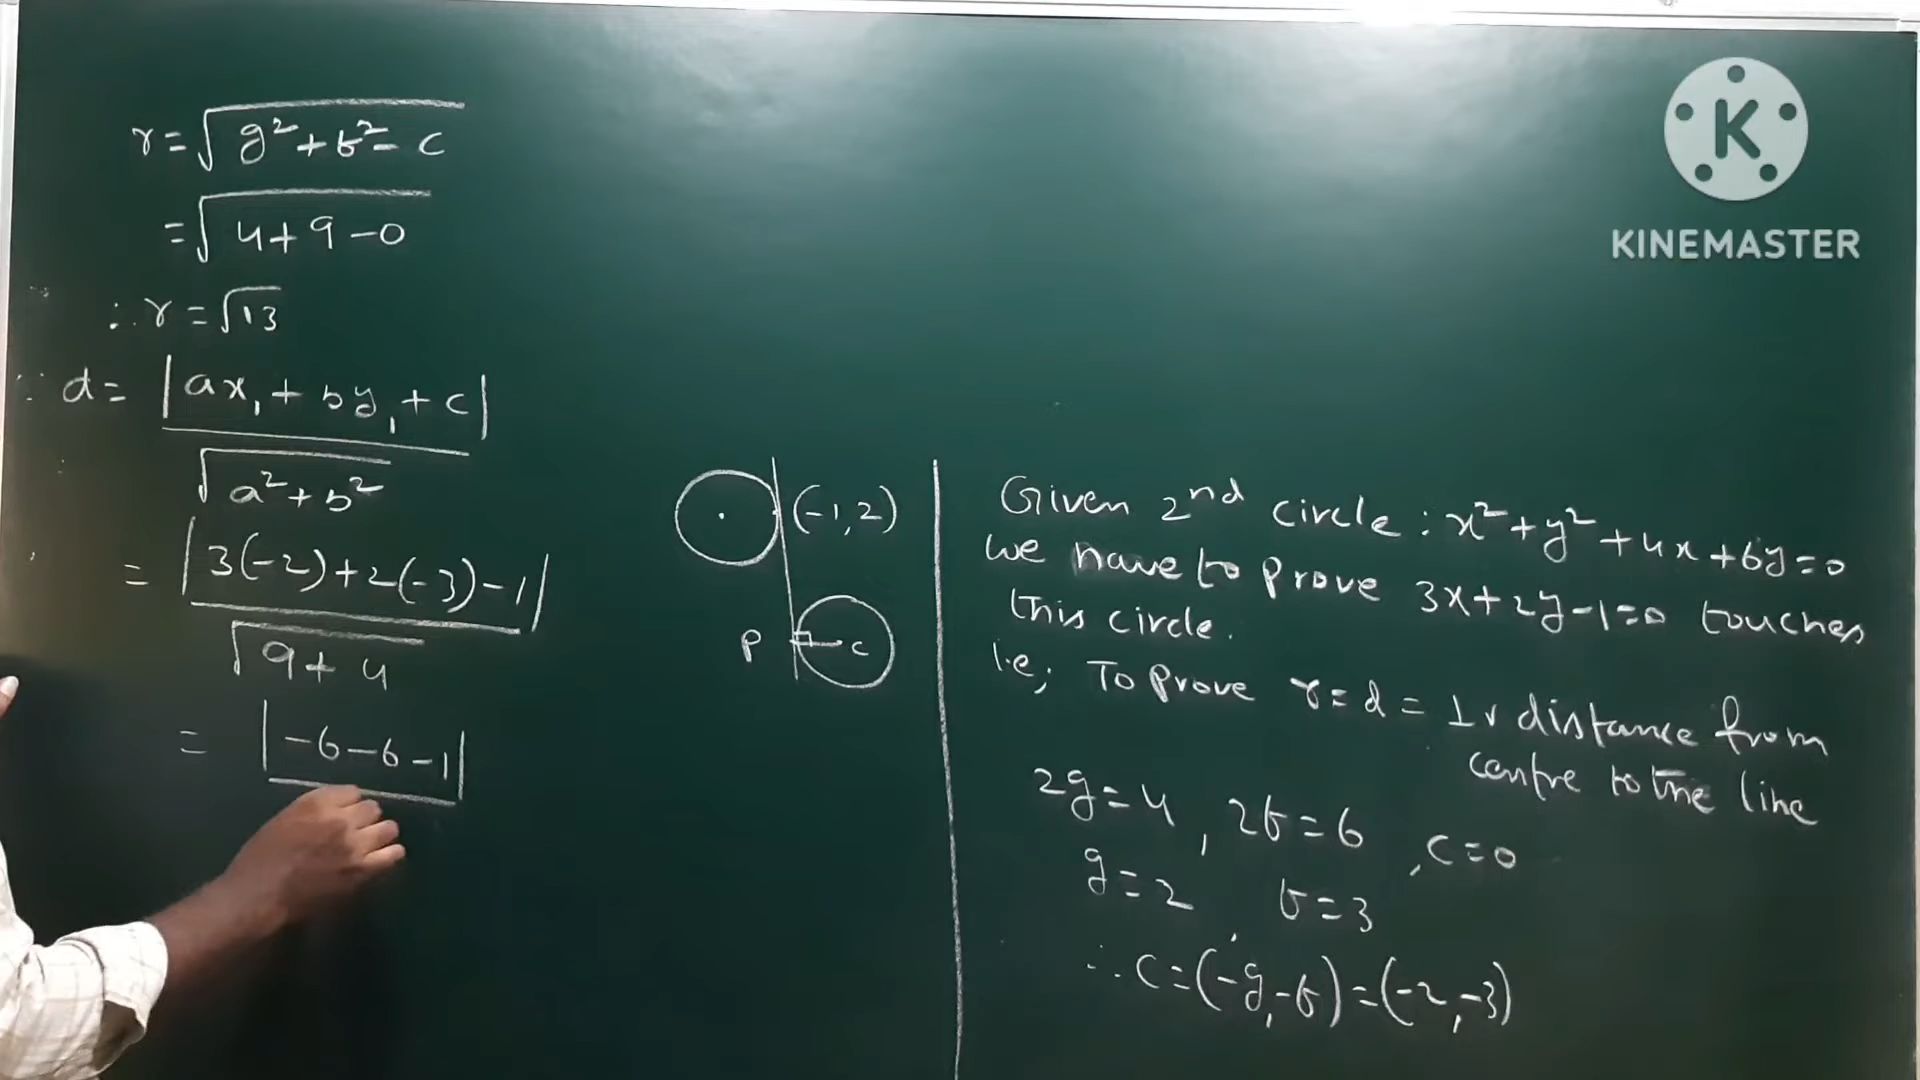 r = √(g² + f² - c)
= √(4 + 9 - 0)
∴ r = √13
∵ d = |ax₁ + by₁ + c|
√(a² + b²)
= |3(-2) + 2(-3) - 1|
√(9 + 4)
= |-6 - 6 - 1|
(-1, 2)
P
C
Given 2nd circle : x² + y² + 4x + 6y = 0
we have to prove 3x + 2y - 1 = 0 touches
this circle.
i.e; To prove r = d = ⊥r distance from
centre to the line
2g = 4, 2f = 6, c = 0
g = 2, f = 3
∴ C = (-g, -f) = (-2, -3)
K
KINEMASTER